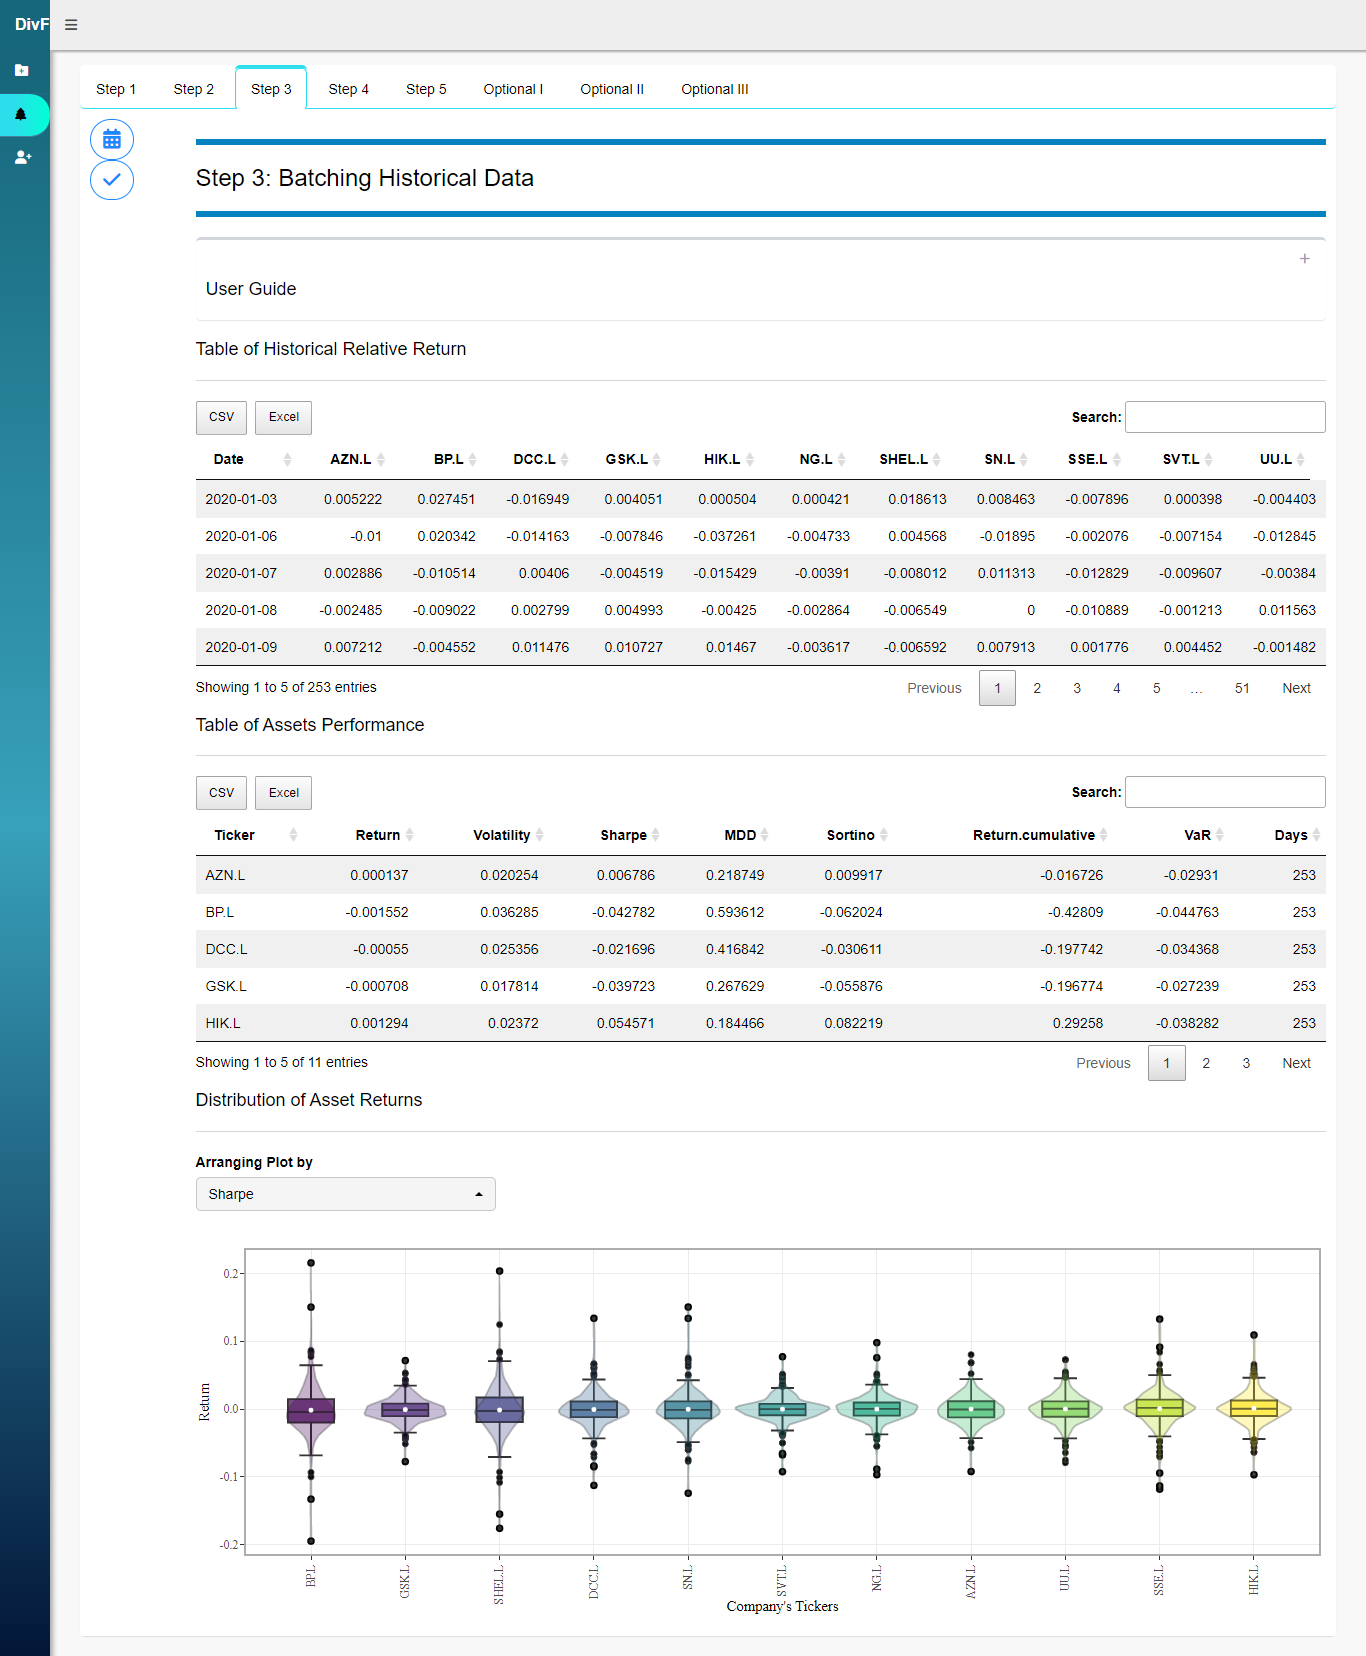 DivF
Step 1 Step 2 Step 3 Step 4 Step 5 Optional I Optional II Optional III
Step 3: Batching Historical Data
User Guide
Table of Historical Relative Return
CSV Excel Search:
Date AZN.L BP.L DCC.L GSK.L HIK.L NG.L SHEL.L SN.L SSE.L SVT.L UU.L
2020-01-03 0.005222 0.027451 -0.016949 0.004051 0.000504 0.000421 0.018613 0.008463 -0.007896 0.000398 -0.004403
2020-01-06 -0.01 0.020342 -0.014163 -0.007846 -0.037261 -0.004733 0.004568 -0.01895 -0.002076 -0.007154 -0.012845
2020-01-07 0.002886 -0.010514 0.00406 -0.004519 -0.015429 -0.00391 -0.008012 0.011313 -0.012829 -0.009607 -0.00384
2020-01-08 -0.002485 -0.009022 0.002799 0.004993 -0.00425 -0.002864 -0.006549 0 -0.010889 -0.001213 0.011563
2020-01-09 0.007212 -0.004552 0.011476 0.010727 0.01467 -0.003617 -0.006592 0.007913 0.001776 0.004452 -0.001482
Showing 1 to 5 of 253 entries Previous 1 2 3 4 5 … 51 Next
Table of Assets Performance
CSV Excel Search:
Ticker Return Volatility Sharpe MDD Sortino Return.cumulative VaR Days
AZN.L 0.000137 0.020254 0.006786 0.218749 0.009917 -0.016726 -0.02931 253
BP.L -0.001552 0.036285 -0.042782 0.593612 -0.062024 -0.42809 -0.044763 253
DCC.L -0.00055 0.025356 -0.021696 0.416842 -0.030611 -0.197742 -0.034368 253
GSK.L -0.000708 0.017814 -0.039723 0.267629 -0.055876 -0.196774 -0.027239 253
HIK.L 0.001294 0.02372 0.054571 0.184466 0.082219 0.29258 -0.038282 253
Showing 1 to 5 of 11 entries Previous 1 2 3 Next
Distribution of Asset Returns
Arranging Plot by
Sharpe
0.2
0.1
0.0
-0.1
-0.2
Return
BP.L GSK.L SHEL.L DCC.L SN.L SVT.L NG.L AZN.L UU.L SSE.L HIK.L
Company's Tickers